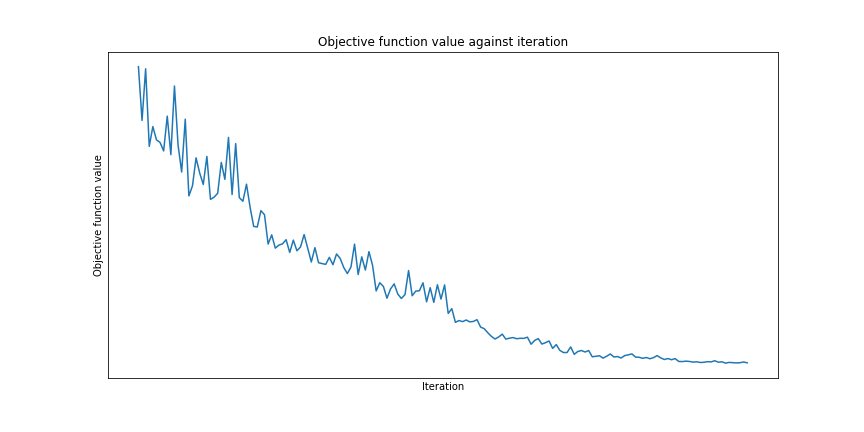 Objective function value against iteration
Objective function value
Iteration